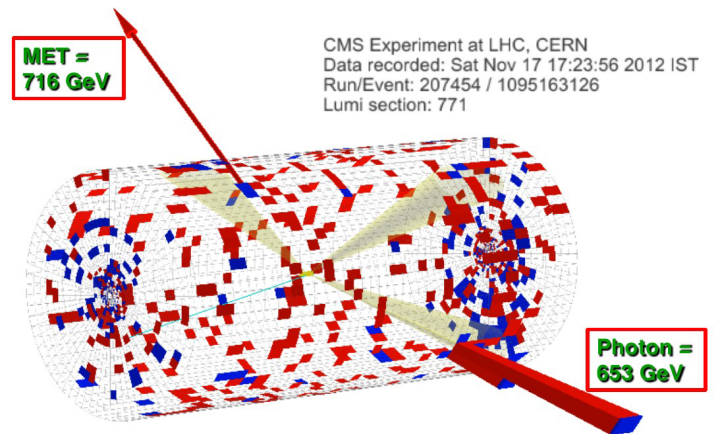 MET =
716 GeV
CMS Experiment at LHC, CERN
Data recorded: Sat Nov 17 17:23:56 2012 IST
Run/Event: 207454 / 1095163126
Lumi section: 771
Photon =
653 GeV